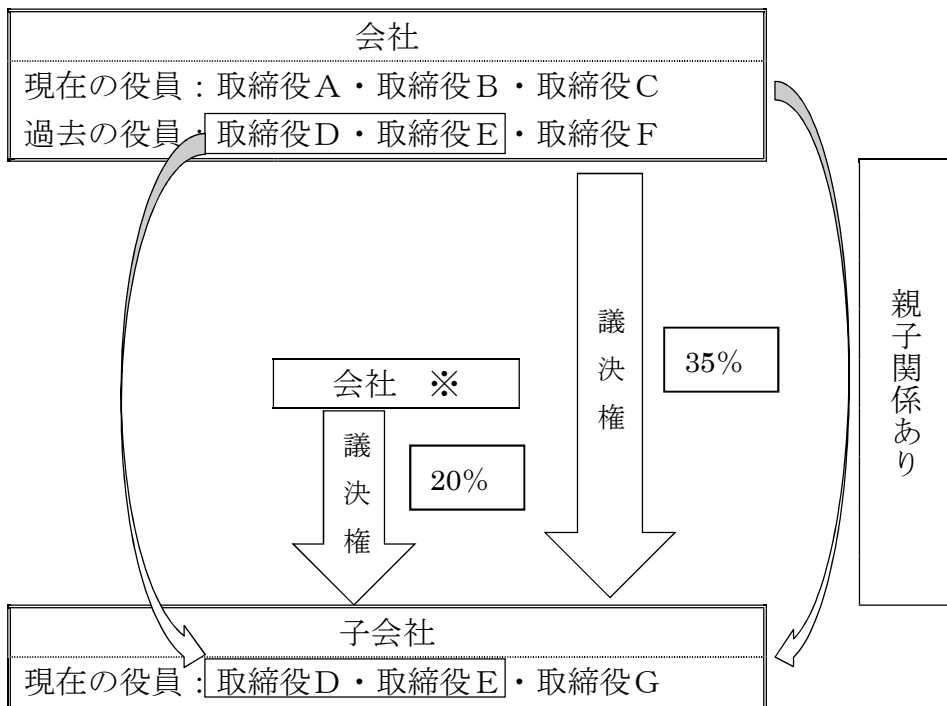 会社
現在の役員：取締役Ａ・取締役Ｂ・取締役Ｃ
過去の役員：取締役Ｄ・取締役Ｅ・取締役Ｆ
議決権
35%
親子関係あり
会社　※
議決権
20%
子会社
現在の役員：取締役Ｄ・取締役Ｅ・取締役Ｇ